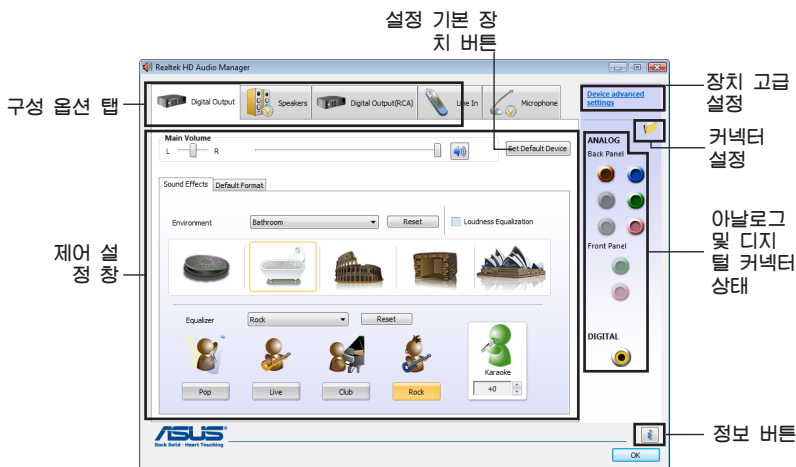 설정 기본 장
치 버튼
Realtek HD Audio Manager
구성 옵션 탭
Digital Output
Speakers
Digital Output(RCA)
Line In
Microphone
Device advanced
settings
장치 고급
설정
Main Volume
L
R
Set Default Device
ANALOG
Back Panel
커넥터
설정
Sound Effects
Default Format
Environment
Bathroom
Reset
Loudness Equalization
제어 설
정 창
Front Panel
아날로그
및 디지
털 커넥터
상태
Equalizer
Rock
Reset
DIGITAL
Karaoke
Pop
Live
Club
Rock
+0
ASUS
Rock Solid · Heart Touching
정보 버튼
OK